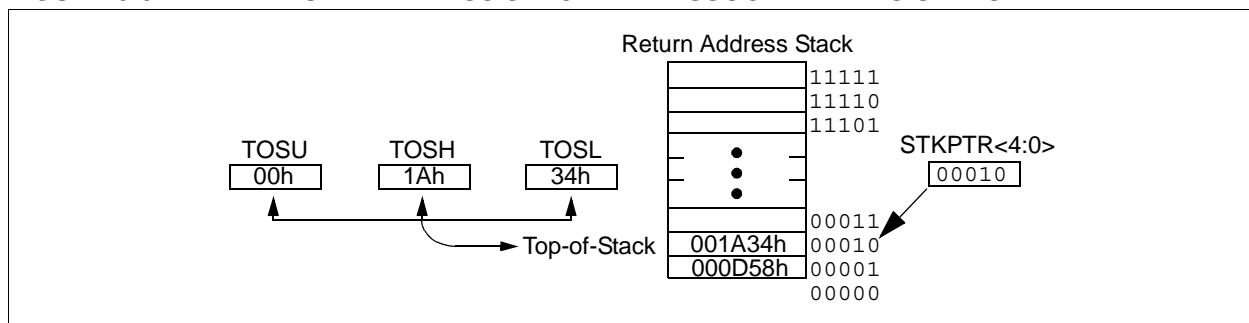 Return Address Stack
11111
11110
11101
STKPTR<4:0>
00010
TOSU TOSH TOSL
00h 1Ah 34h
00011
Top-of-Stack 001A34h 00010
000D58h 00001
00000